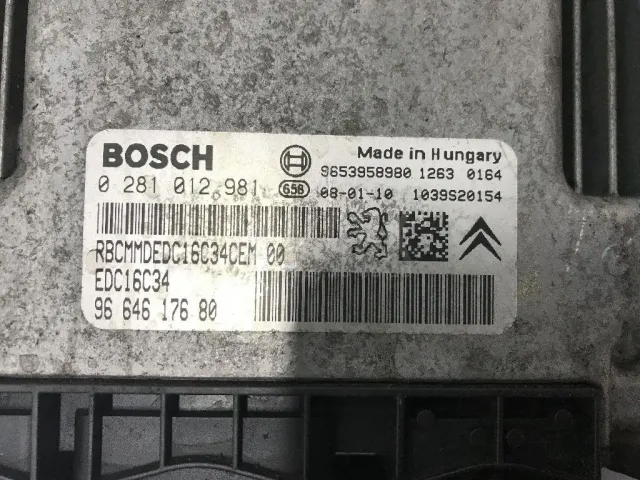 BOSCH
Made in Hungary
9653958980 1263 0164
0 281 012 981
G5B 08-01-10 1039S20154
RBCMMDEDC16C34CEM 00
EDC16C34
96 646 176 80